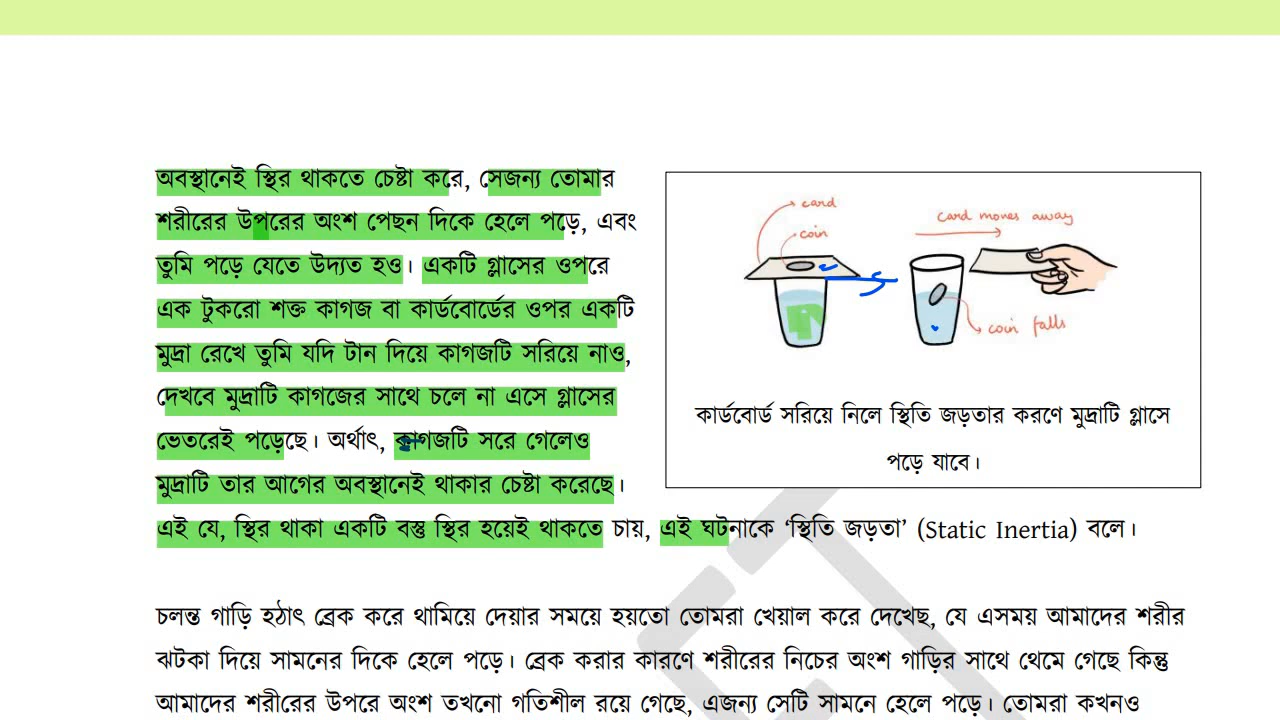 অবস্থানেই স্থির থাকতে চেষ্টা করে, সেজন্য তোমার
শরীরের উপরের অংশ পেছন দিকে হেলে পড়ে, এবং
তুমি পড়ে যেতে উদ্যত হও। একটি গ্লাসের ওপরে
এক টুকরো শক্ত কাগজ বা কার্ডবোর্ডের ওপর একটি
মুদ্রা রেখে তুমি যদি টান দিয়ে কাগজটি সরিয়ে নাও,
দেখবে মুদ্রাটি কাগজের সাথে চলে না এসে গ্লাসের
ভেতরেই পড়েছে। অর্থাৎ, কাগজটি সরে গেলেও
মুদ্রাটি তার আগের অবস্থানেই থাকার চেষ্টা করেছে।
এই যে, স্থির থাকা একটি বস্তু স্থির হয়েই থাকতে চায়, এই ঘটনাকে ‘স্থিতি জড়তা’ (Static Inertia) বলে।
card
coin
card moves away
coin falls
কার্ডবোর্ড সরিয়ে নিলে স্থিতি জড়তার করণে মুদ্রাটি গ্লাসে
পড়ে যাবে।
চলন্ত গাড়ি হঠাৎ ব্রেক করে থামিয়ে দেয়ার সময়ে হয়তো তোমরা খেয়াল করে দেখেছ, যে এসময় আমাদের শরীর
ঝটকা দিয়ে সামনের দিকে হেলে পড়ে। ব্রেক করার কারণে শরীরের নিচের অংশ গাড়ির সাথে থেমে গেছে কিন্তু
আমাদের শরীরের উপরে অংশ তখনো গতিশীল রয়ে গেছে, এজন্য সেটি সামনে হেলে পড়ে। তোমরা কখনও